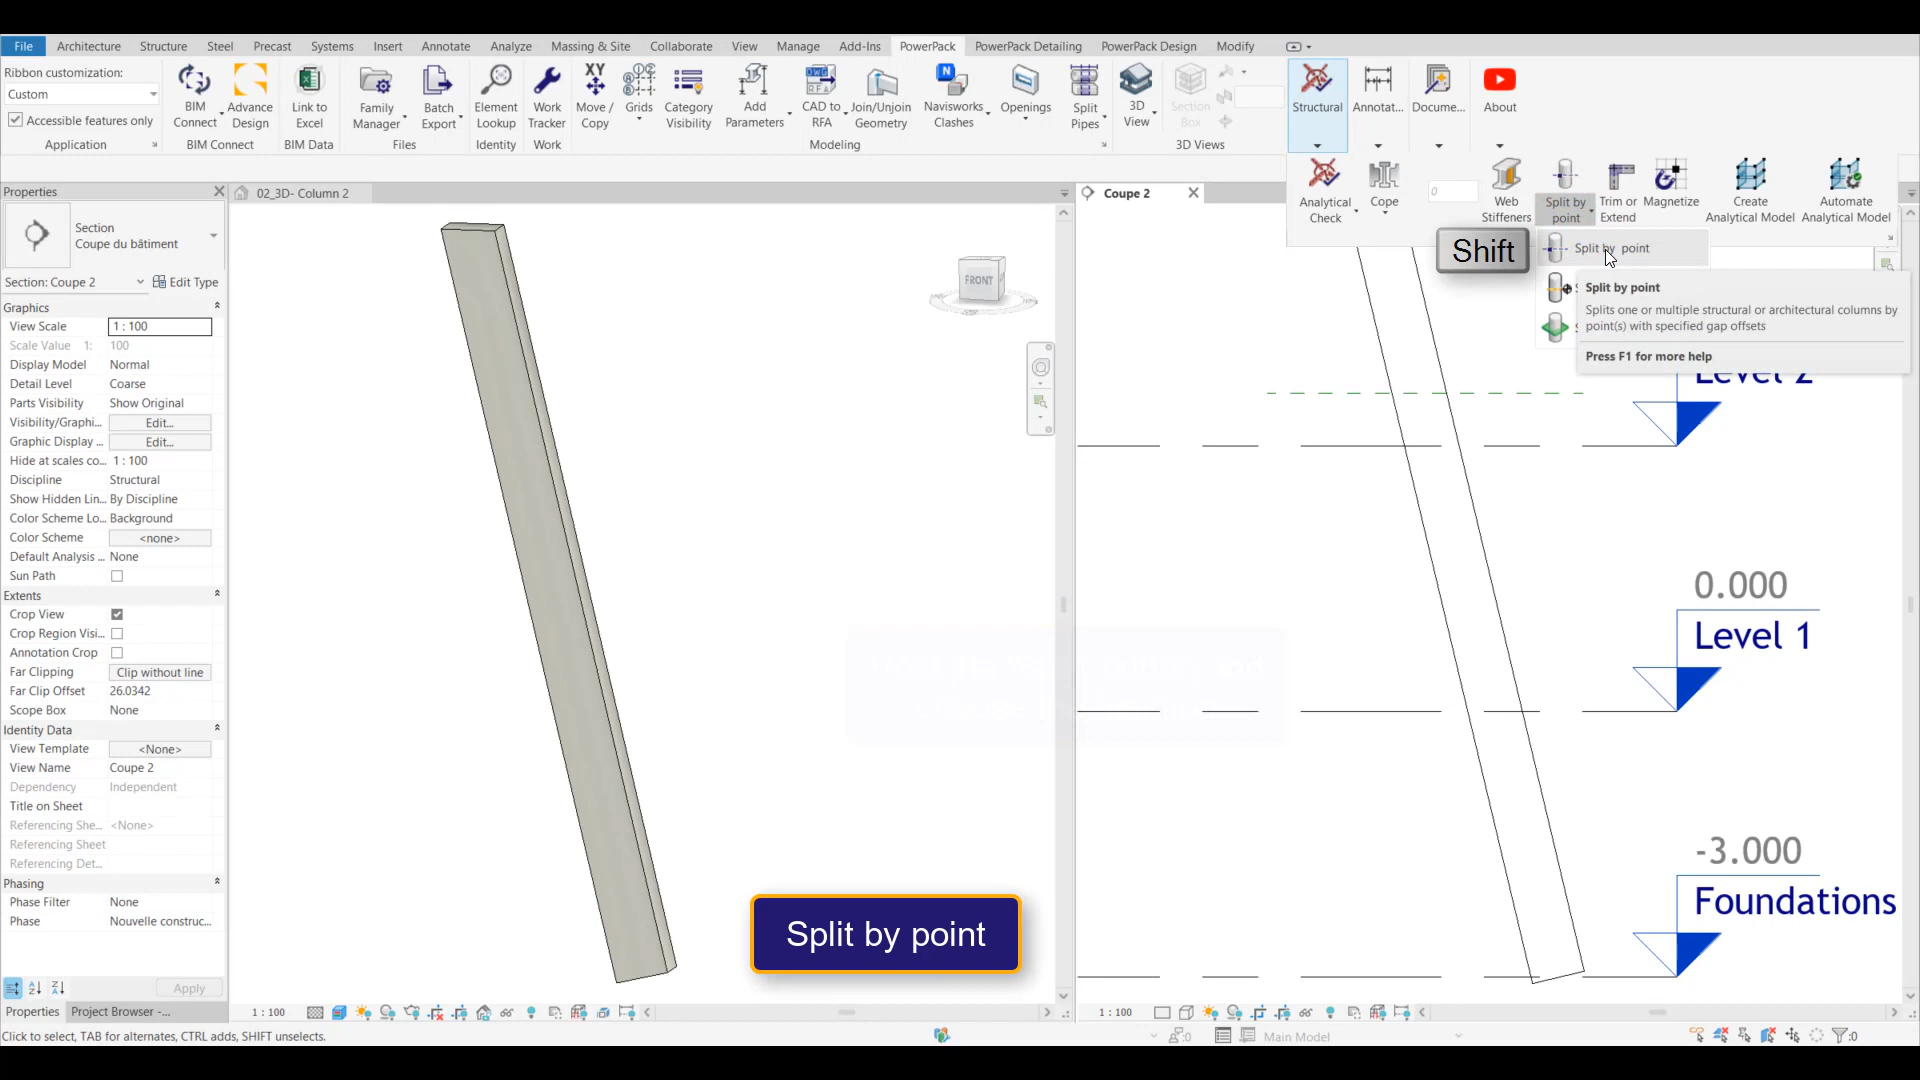 File Architecture Structure Steel Precast Systems Insert Annotate Analyze Massing & Site Collaborate View Manage Add-Ins PowerPack PowerPack Detailing PowerPack Design Modify
Ribbon customization:
Custom
Accessible features only
Application
BIM Connect
Advance Design
BIM Connect
Link to Excel
BIM Data
Family Manager
Batch Export
Files
Element Lookup
Identity
Work Tracker
Work
XY
Move / Copy
Grids
Category Visibility
Add Parameters
DWG
RFA
CAD to RFA
Join/Unjoin Geometry
N
Navisworks Clashes
Openings
Split Pipes
Modeling
3D View
Section Box
3D Views
Structural
Annotat...
Docume...
About
Analytical Check
Cope
0
Web Stiffeners
Split by point
Trim or Extend
Magnetize
Create Analytical Model
Automate Analytical Model
Shift
Split by point
Split by point
Splits one or multiple structural or architectural columns by
point(s) with specified gap offsets
Press F1 for more help
Properties
Section
Coupe du bâtiment
Section: Coupe 2
Edit Type
Graphics
View Scale 1 : 100
Scale Value 1: 100
Display Model Normal
Detail Level Coarse
Parts Visibility Show Original
Visibility/Graphi... Edit...
Graphic Display ... Edit...
Hide at scales co... 1 : 100
Discipline Structural
Show Hidden Lin... By Discipline
Color Scheme Lo... Background
Color Scheme <none>
Default Analysis ... None
Sun Path
Extents
Crop View
Crop Region Visi...
Annotation Crop
Far Clipping Clip without line
Far Clip Offset 26.0342
Scope Box None
Identity Data
View Template <None>
View Name Coupe 2
Dependency Independent
Title on Sheet
Referencing She... <None>
Referencing Sheet
Referencing Det...
Phasing
Phase Filter None
Phase Nouvelle construc...
Apply
Properties Project Browser -...
02_3D- Column 2
FRONT
Split by point
1 : 100
Coupe 2
Level 2
0.000
Level 1
-3.000
Foundations
1 : 100
Click to select, TAB for alternates, CTRL adds, SHIFT unselects.
:0
Main Model
:0